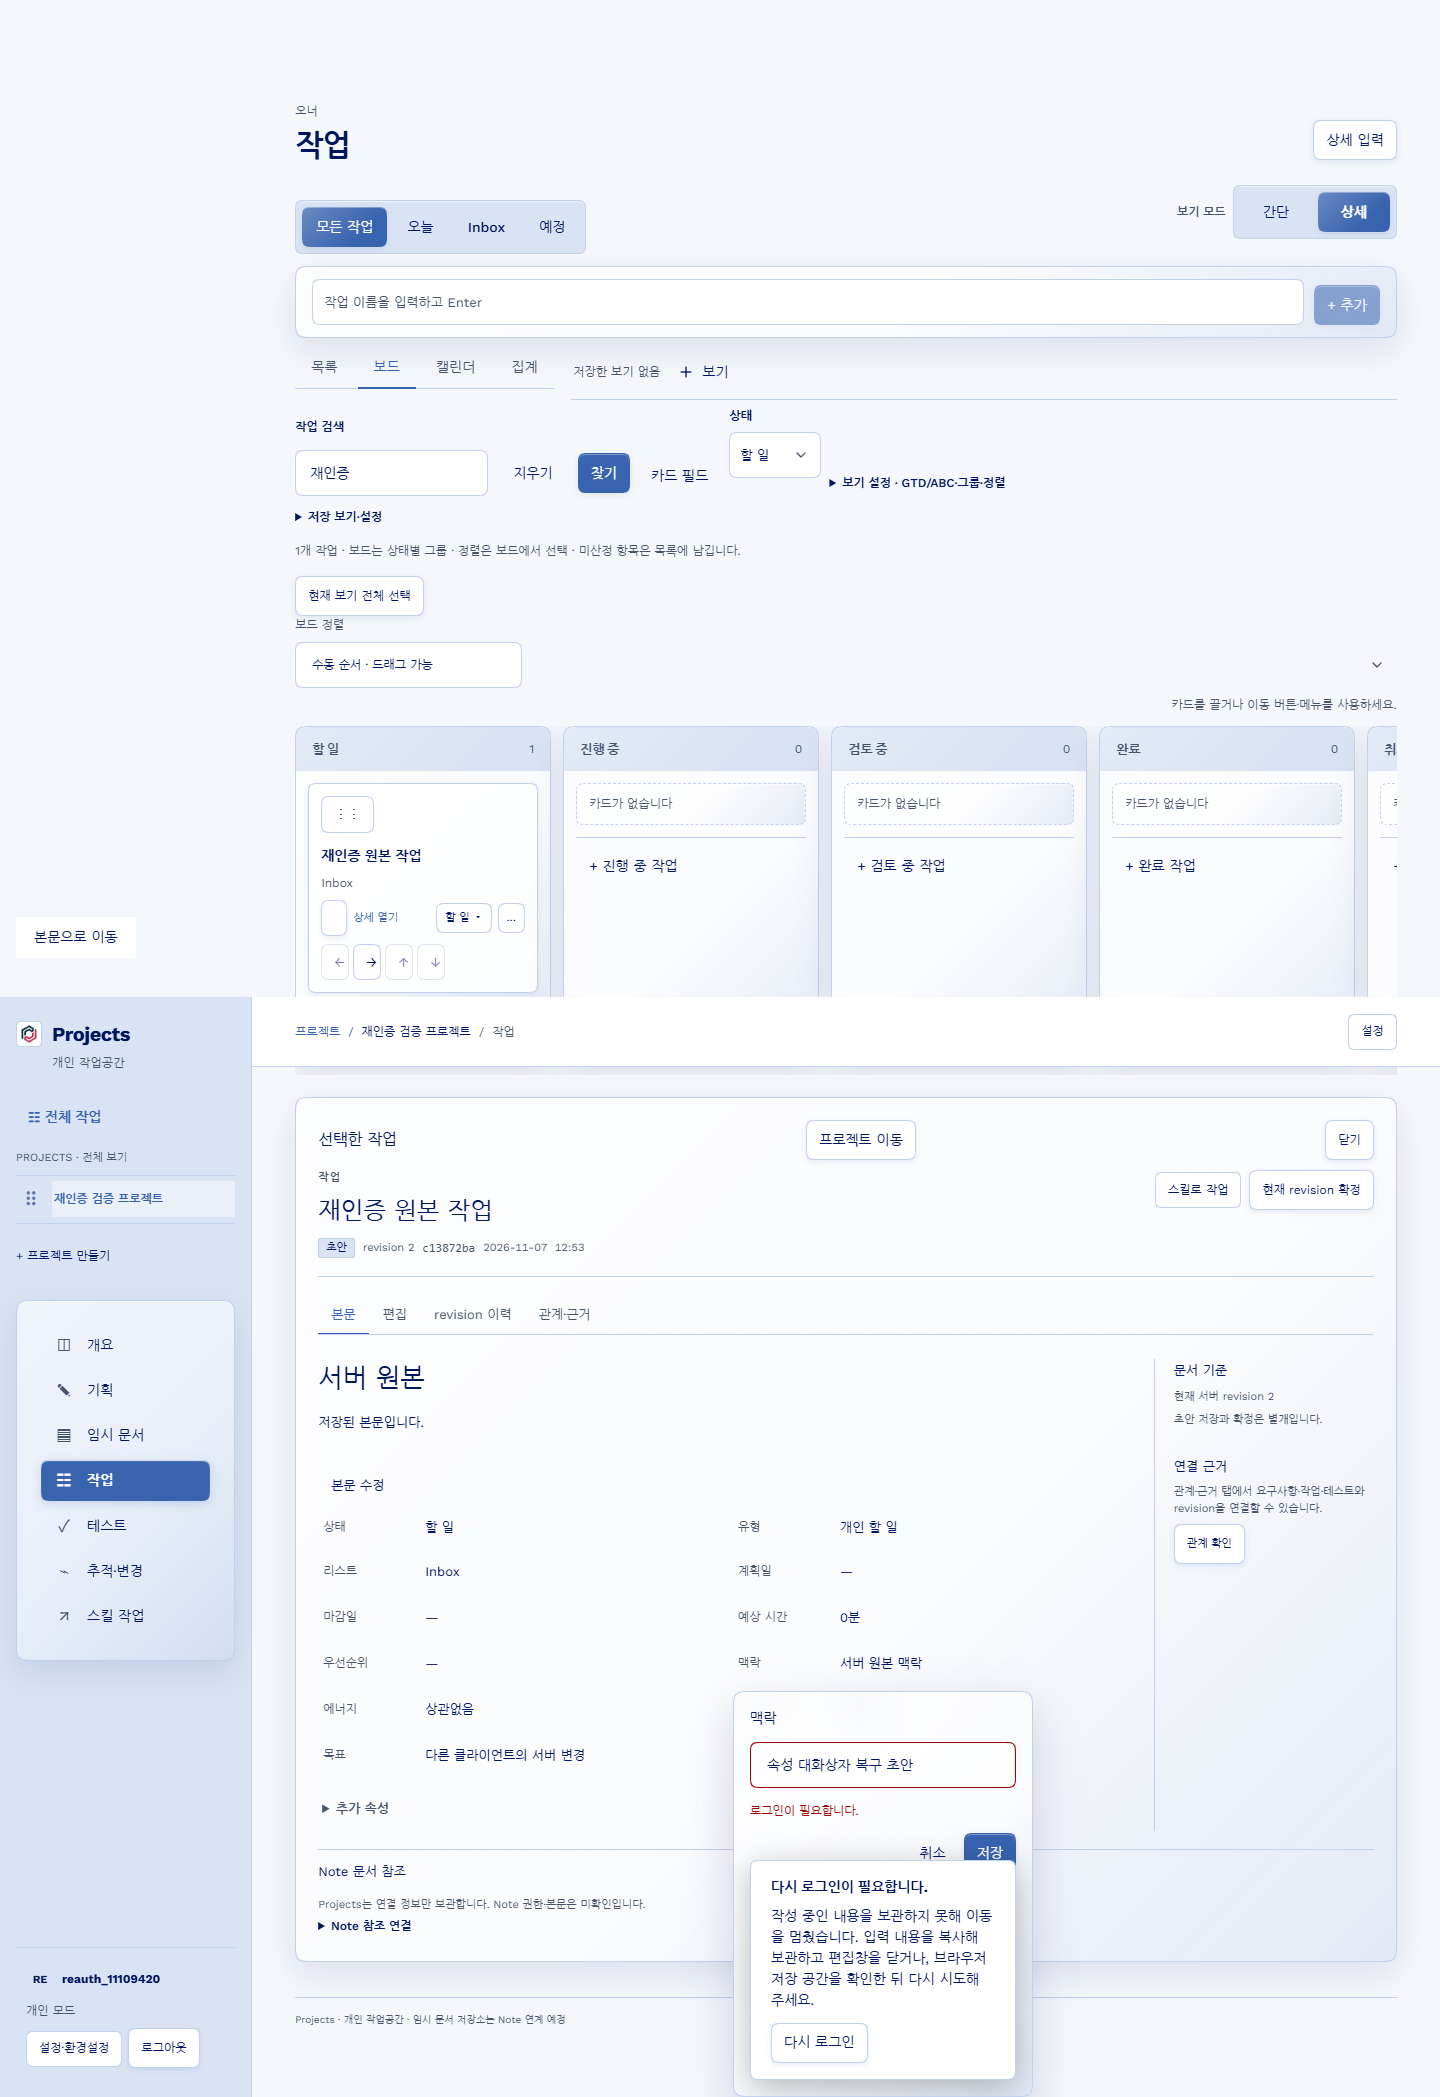 오너
작업
상세 입력
모든 작업 오늘 Inbox 예정
보기 모드 간단 상세
작업 이름을 입력하고 Enter
+ 추가
목록 보드 캘린더 집계
저장한 보기 없음 + 보기
작업 검색
상태
재인증 지우기 찾기 카드 필드 할 일
▶ 보기 설정 · GTD/ABC·그룹·정렬
▶ 저장 보기·설정
1개 작업 · 보드는 상태별 그룹 · 정렬은 보드에서 선택 · 미산정 항목은 목록에 남깁니다.
현재 보기 전체 선택
보드 정렬
수동 순서 · 드래그 가능
카드를 끌거나 이동 버튼·메뉴를 사용하세요.
할 일 1
진행 중 0
검토 중 0
완료 0
취
카드가 없습니다
카드가 없습니다
카드가 없습니다
재인증 원본 작업
Inbox
상세 열기 할 일 ...
← → ↑ ↓
+ 진행 중 작업
+ 검토 중 작업
+ 완료 작업
본문으로 이동
Projects
개인 작업공간
전체 작업
PROJECTS · 전체 보기
재인증 검증 프로젝트
+ 프로젝트 만들기
개요
기획
임시 문서
작업
테스트
추적·변경
스킬 작업
RE reauth_11109420
개인 모드
설정·환경설정 로그아웃
프로젝트 / 재인증 검증 프로젝트 / 작업
설정
선택한 작업
프로젝트 이동
닫기
작업
재인증 원본 작업
스킬로 작업 현재 revision 확정
초안 revision 2 c13872ba 2026-11-07 12:53
본문 편집 revision 이력 관계·근거
서버 원본
저장된 본문입니다.
본문 수정
상태 할 일 유형 개인 할 일
리스트 Inbox 계획일 —
마감일 — 예상 시간 0분
우선순위 — 맥락 서버 원본 맥락
에너지 상관없음
목표 다른 클라이언트의 서버 변경
▶ 추가 속성
문서 기준
현재 서버 revision 2
초안 저장과 확정은 별개입니다.
연결 근거
관계·근거 탭에서 요구사항·작업·테스트와
revision을 연결할 수 있습니다.
관계 확인
Note 문서 참조
Projects는 연결 정보만 보관합니다. Note 권한·본문은 미확인입니다.
▶ Note 참조 연결
맥락
속성 대화상자 복구 초안
로그인이 필요합니다.
취소 저장
다시 로그인이 필요합니다.
작성 중인 내용을 보관하지 못해 이동
을 멈췄습니다. 입력 내용을 복사해
보관하고 편집창을 닫거나, 브라우저
저장 공간을 확인한 뒤 다시 시도해
주세요.
다시 로그인
Projects · 개인 작업공간 · 임시 문서 저장소는 Note 연계 예정